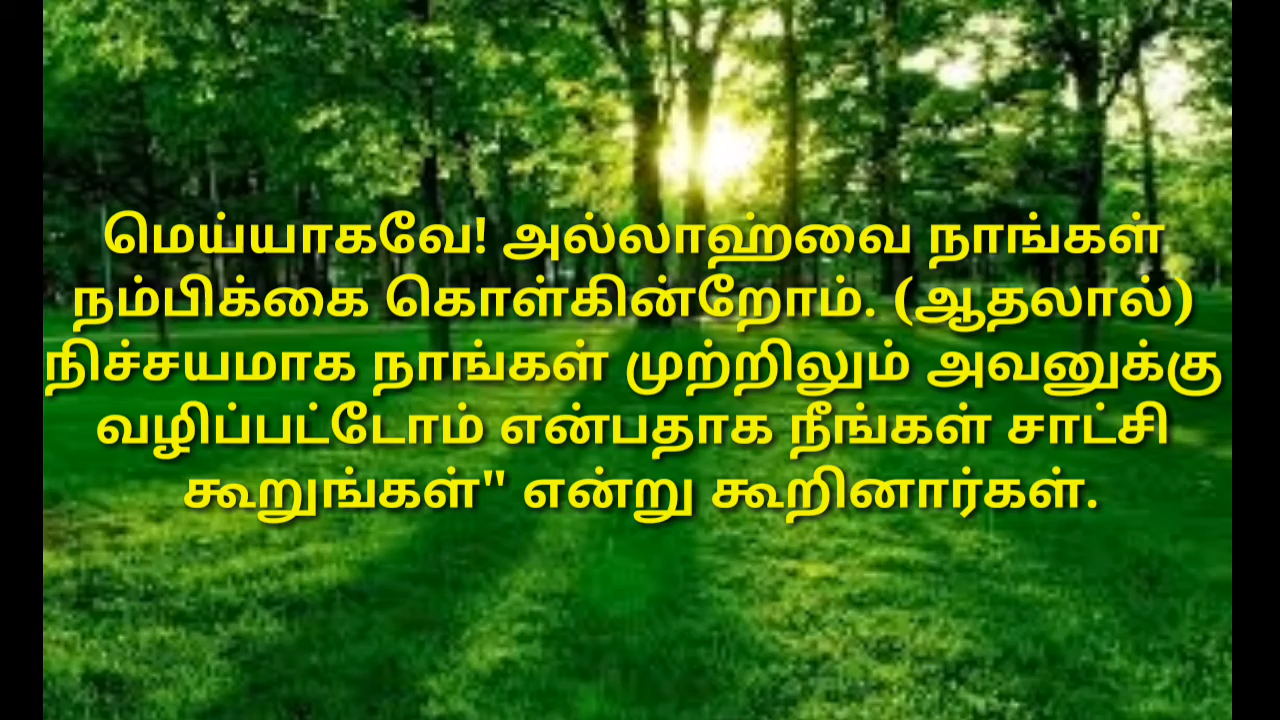 மெய்யாகவே! அல்லாஹ்வை நாங்கள்
நம்பிக்கை கொள்கின்றோம். (ஆதலால்)
நிச்சயமாக நாங்கள் முற்றிலும் அவனுக்கு
வழிப்பட்டோம் என்பதாக நீங்கள் சாட்சி
கூறுங்கள்" என்று கூறினார்கள்.